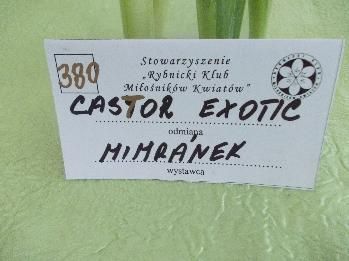 380
Stowarzyszenie
„Rybnicki Klub
Miłośników Kwiatów”
CASTOR EXOTIC
odmiana
MIMRÁNEK
wystawca